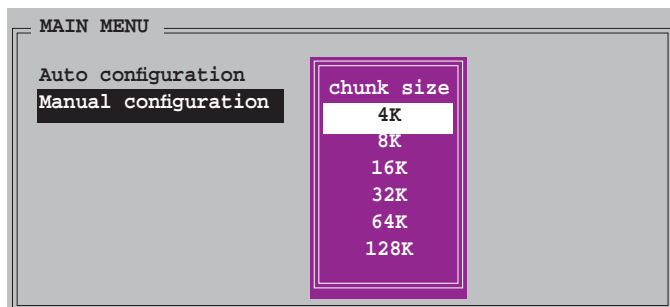 MAIN MENU
Auto configuration
Manual configuration
chunk size
4K
8K
16K
32K
64K
128K